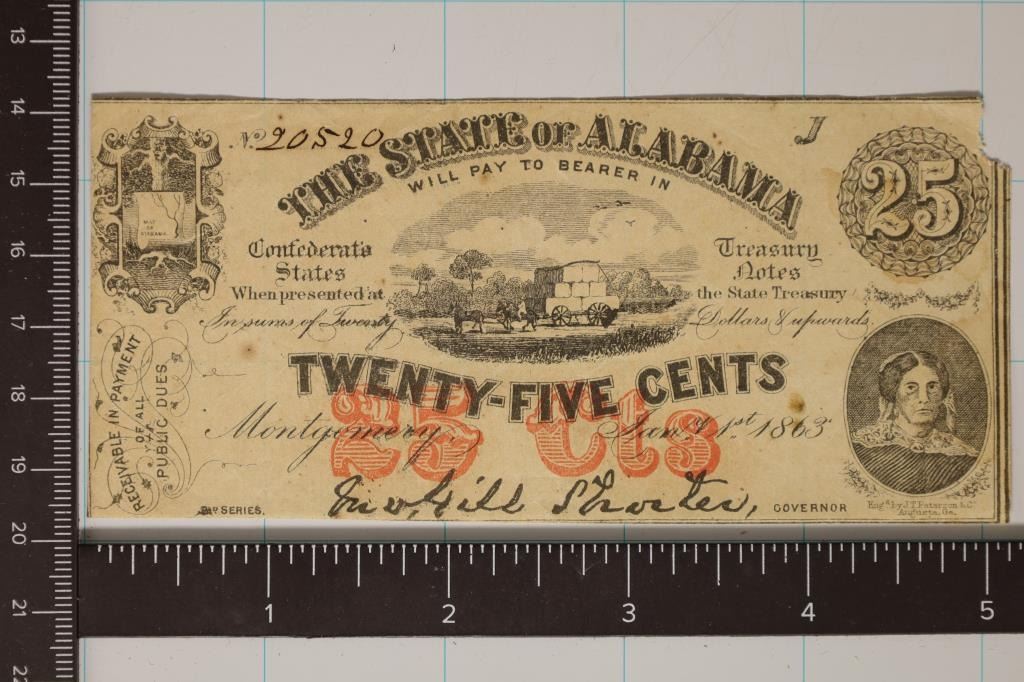 Nº 20520
J
THE STATE OF ALABAMA
25
WILL PAY TO BEARER IN
MAP OF ALABAMA
Confederate States
Treasury Notes
When presented at
the State Treasury
In sums of Twenty
Dollars & upwards
TWENTY-FIVE CENTS
25 Cts
Montgomery, Jany 1st 1863
RECEIVABLE IN PAYMENT
OF ALL
PUBLIC DUES
2D SERIES.
Jno Gill Shorter,
GOVERNOR
Engd by J.T. Paterson & C
Augusta, Ga.
13
14
15
16
17
18
19
20
21
22
1 2 3 4 5